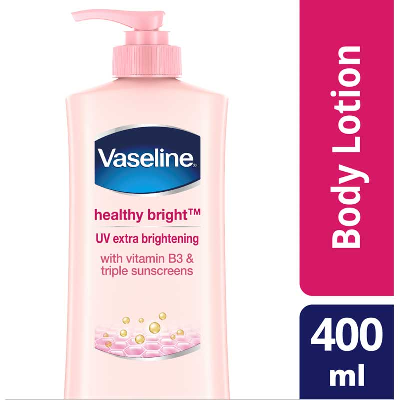 Vaseline®
healthy bright™
UV extra brightening
with vitamin B3 &
triple sunscreens
Body Lotion
400
ml